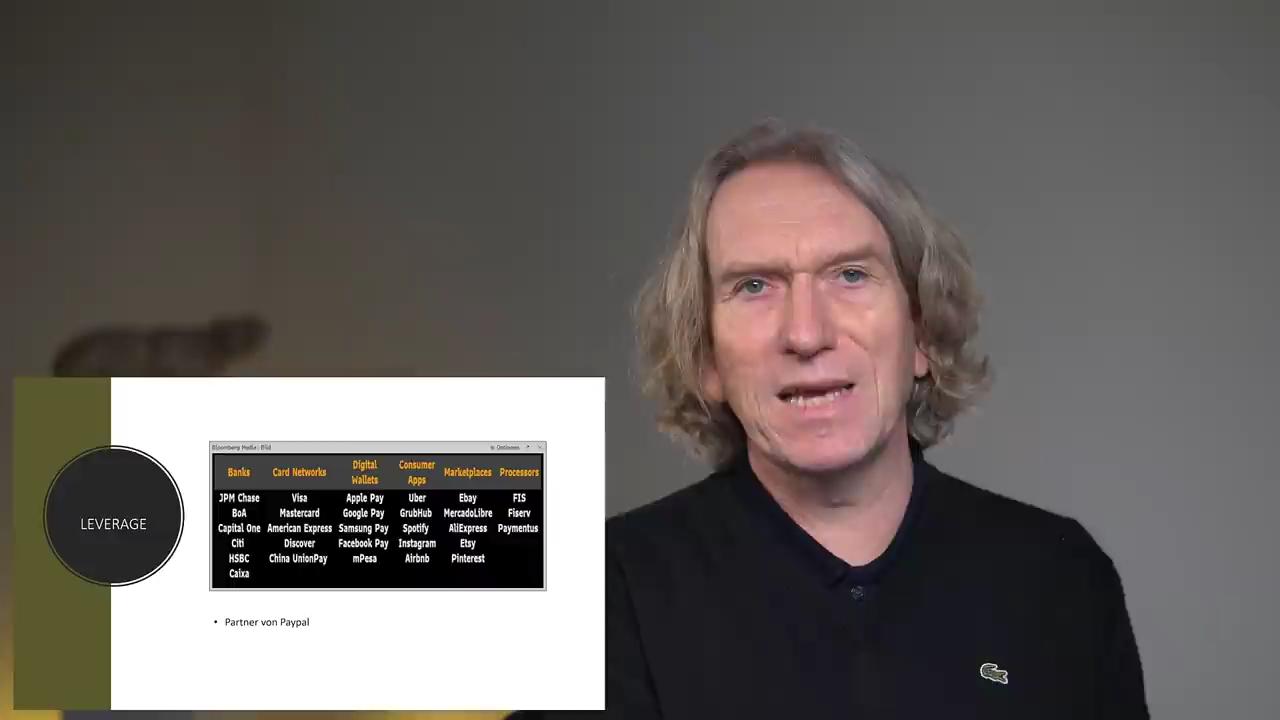 LEVERAGE
Bloomberg Media : Bild Optionen
Banks Card Networks Digital Wallets Consumer Apps Marketplaces Processors
JPM Chase Visa Apple Pay Uber Ebay FIS
BoA Mastercard Google Pay GrubHub MercadoLibre Fiserv
Capital One American Express Samsung Pay Spotify AliExpress Paymentus
Citi Discover Facebook Pay Instagram Etsy
HSBC China UnionPay mPesa Airbnb Pinterest
Caixa
• Partner von Paypal